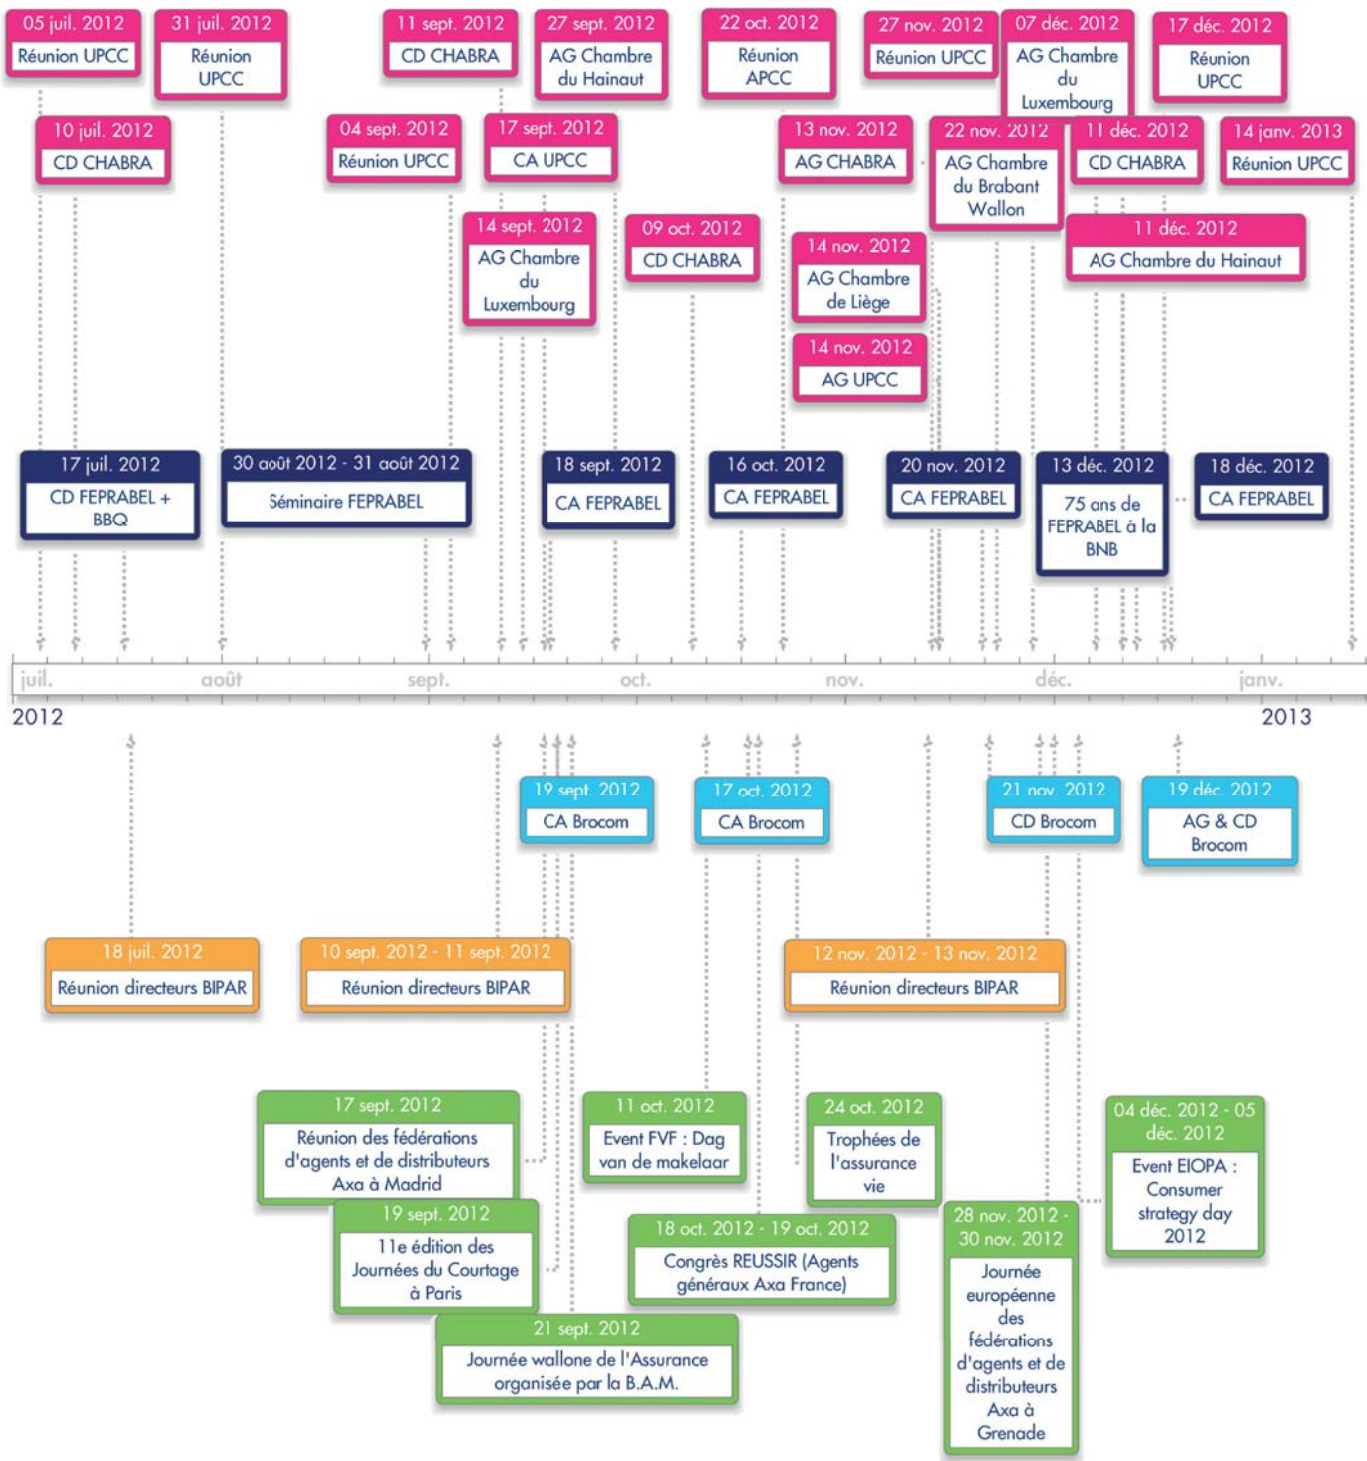 05 juil. 2012
Réunion UPCC
31 juil. 2012
Réunion
UPCC
11 sept. 2012
CD CHABRA
27 sept. 2012
AG Chambre
du Hainaut
22 oct. 2012
Réunion
APCC
27 nov. 2012
Réunion UPCC
07 déc. 2012
AG Chambre
du
Luxembourg
17 déc. 2012
Réunion
UPCC
10 juil. 2012
CD CHABRA
04 sept. 2012
Réunion UPCC
17 sept. 2012
CA UPCC
13 nov. 2012
AG CHABRA
22 nov. 2012
AG Chambre
du Brabant
Wallon
11 déc. 2012
CD CHABRA
14 janv. 2013
Réunion UPCC
14 sept. 2012
AG Chambre
du
Luxembourg
09 oct. 2012
CD CHABRA
14 nov. 2012
AG Chambre
de Liège
11 déc. 2012
AG Chambre du Hainaut
14 nov. 2012
AG UPCC
17 juil. 2012
CD FEPRABEL +
BBQ
30 août 2012 - 31 août 2012
Séminaire FEPRABEL
18 sept. 2012
CA FEPRABEL
16 oct. 2012
CA FEPRABEL
20 nov. 2012
CA FEPRABEL
13 déc. 2012
75 ans de
FEPRABEL à la
BNB
18 déc. 2012
CA FEPRABEL
juil.
août
sept.
oct.
nov.
déc.
janv.
2012
2013
19 sept. 2012
CA Brocom
17 oct. 2012
CA Brocom
21 nov. 2012
CD Brocom
19 déc. 2012
AG & CD
Brocom
18 juil. 2012
Réunion directeurs BIPAR
10 sept. 2012 - 11 sept. 2012
Réunion directeurs BIPAR
12 nov. 2012 - 13 nov. 2012
Réunion directeurs BIPAR
17 sept. 2012
Réunion des fédérations
d'agents et de distributeurs
Axa à Madrid
11 oct. 2012
Event FVF : Dag
van de makelaar
24 oct. 2012
Trophées de
l'assurance
vie
04 déc. 2012 - 05
déc. 2012
Event EIOPA :
Consumer
strategy day
2012
19 sept. 2012
11e édition des
Journées du Courtage
à Paris
18 oct. 2012 - 19 oct. 2012
Congrès REUSSIR (Agents
généraux Axa France)
28 nov. 2012 -
30 nov. 2012
Journée
européenne
des
fédérations
d'agents et de
distributeurs
Axa à
Grenade
21 sept. 2012
Journée wallone de l'Assurance
organisée par la B.A.M.